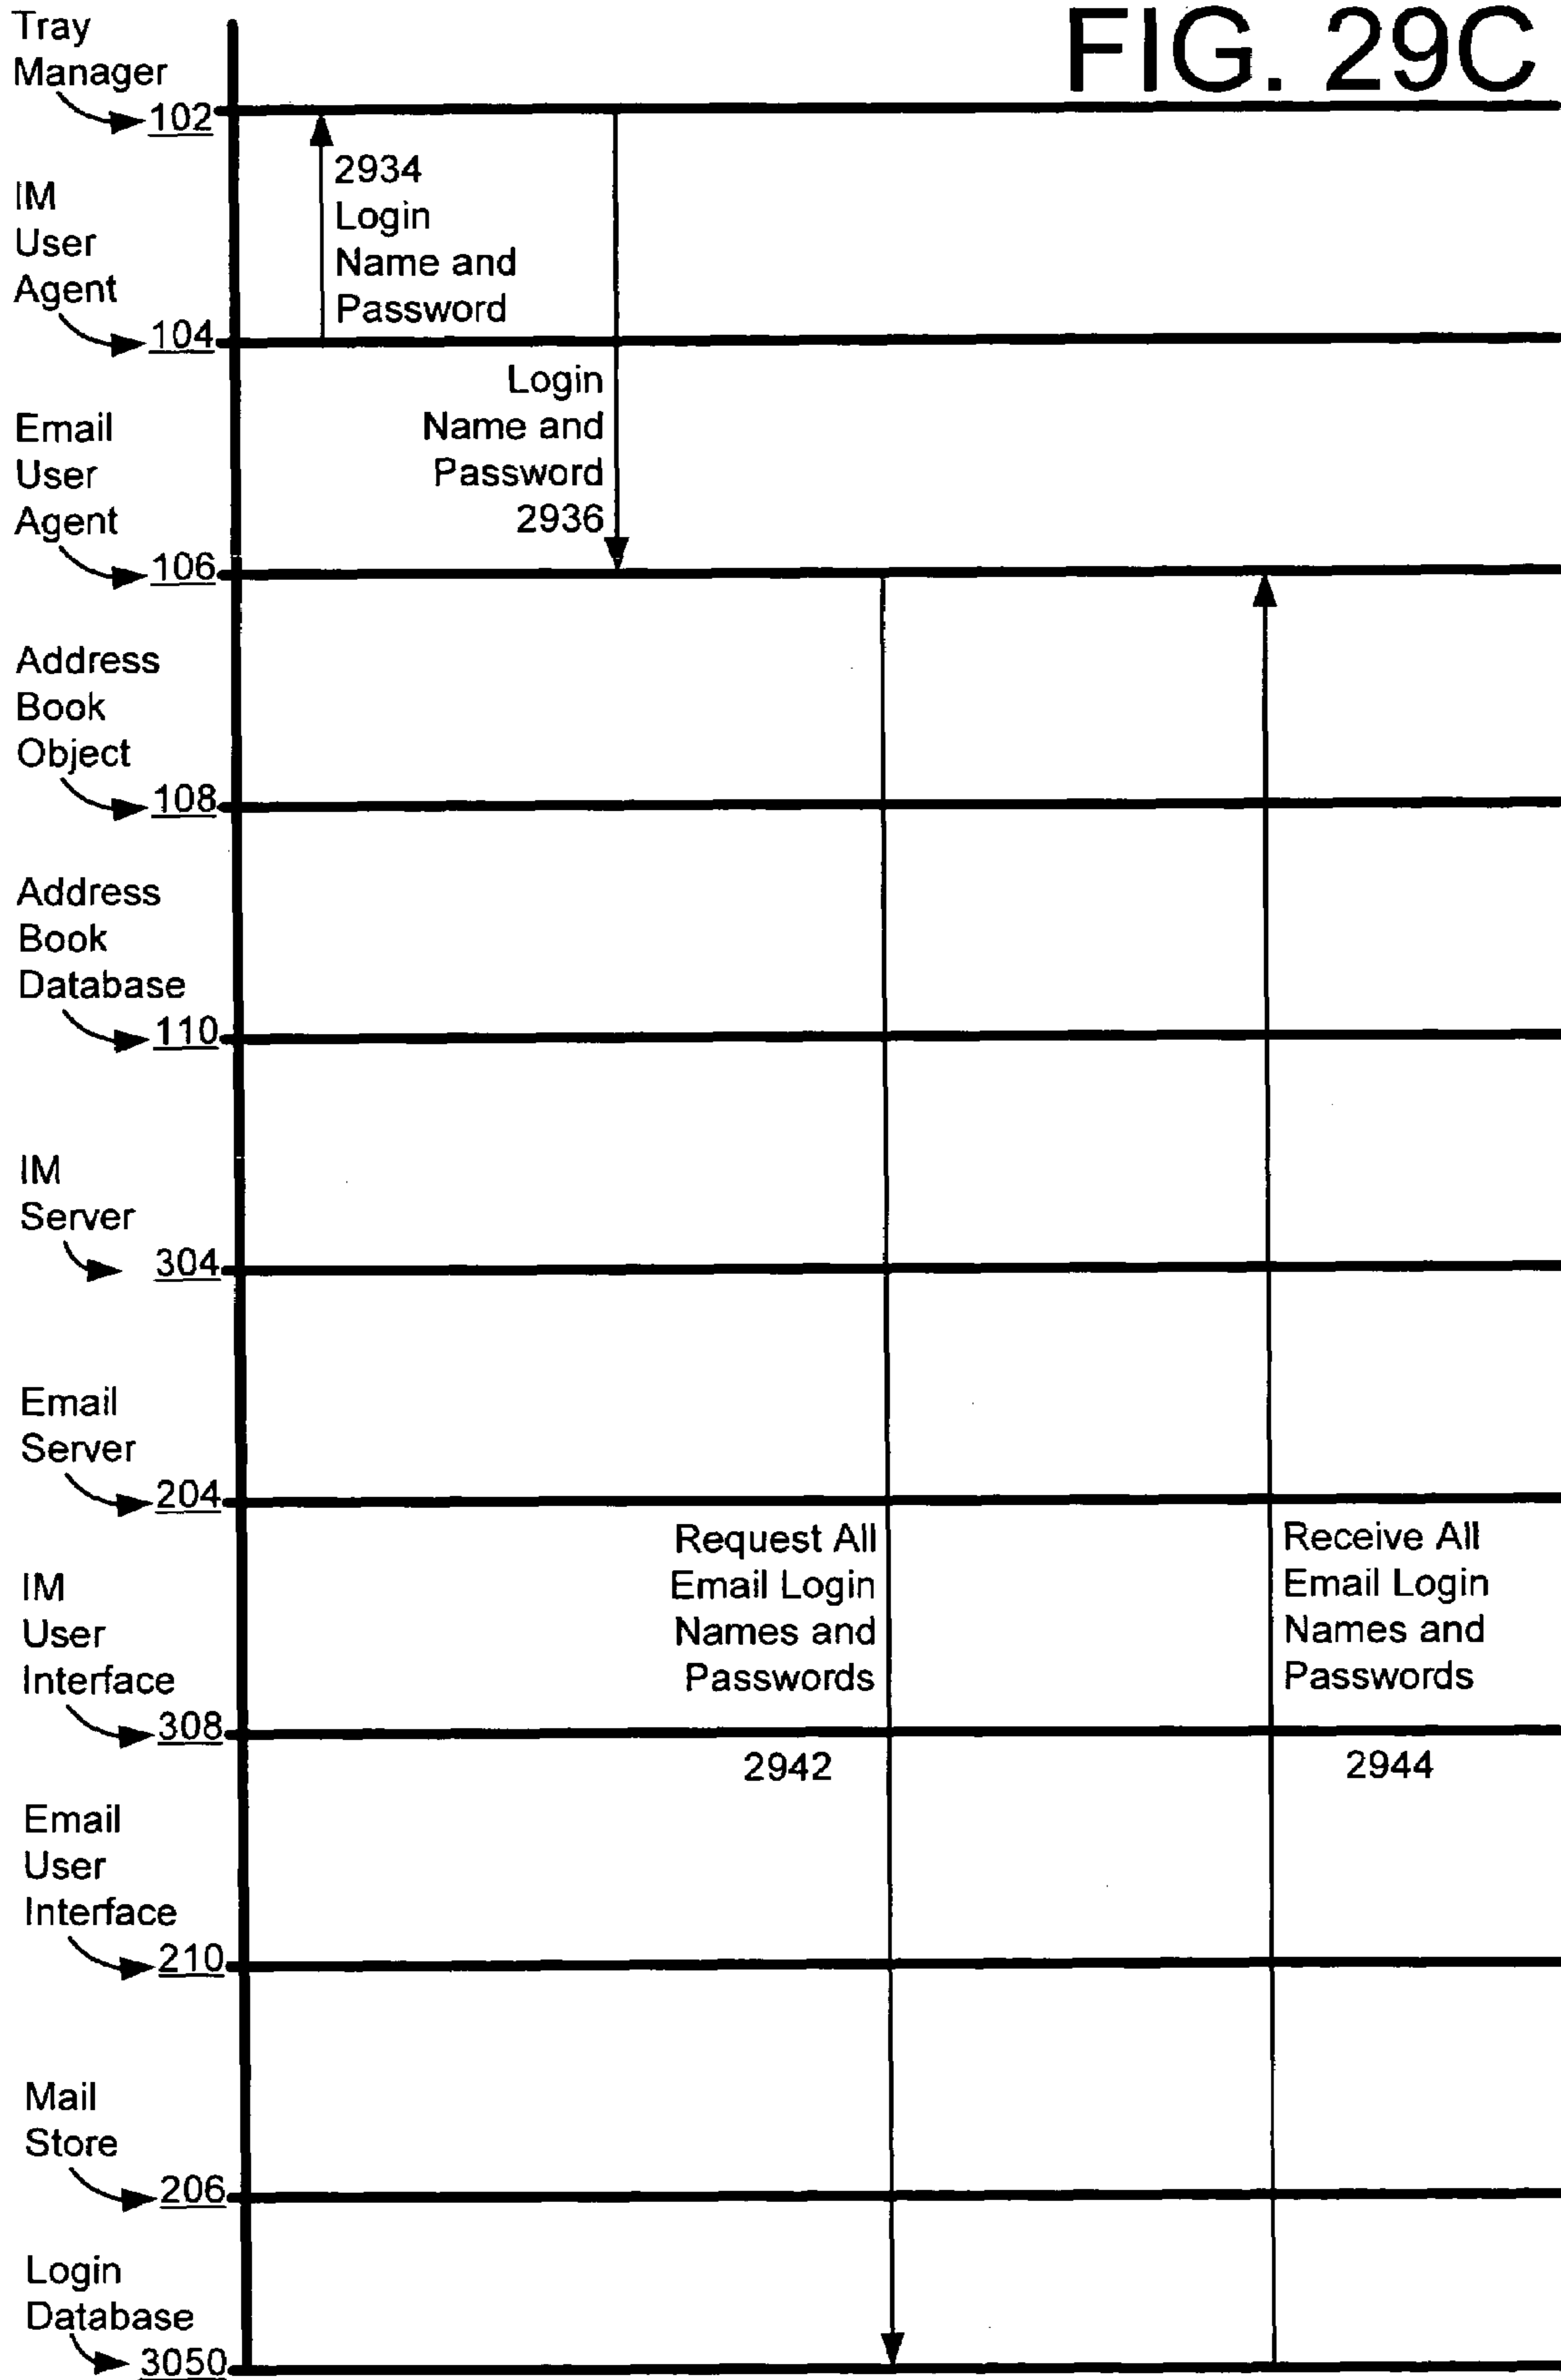 FIG. 29C
Tray
Manager
102
2934
Login
Name and
Password
IM
User
Agent
104
Login
Name and
Password
2936
Email
User
Agent
106
Address
Book
Object
108
Address
Book
Database
110
IM
Server
304
Email
Server
204
Request All
Email Login
Names and
Passwords
Receive All
Email Login
Names and
Passwords
IM
User
Interface
308
2942
2944
Email
User
Interface
210
Mail
Store
206
Login
Database
3050